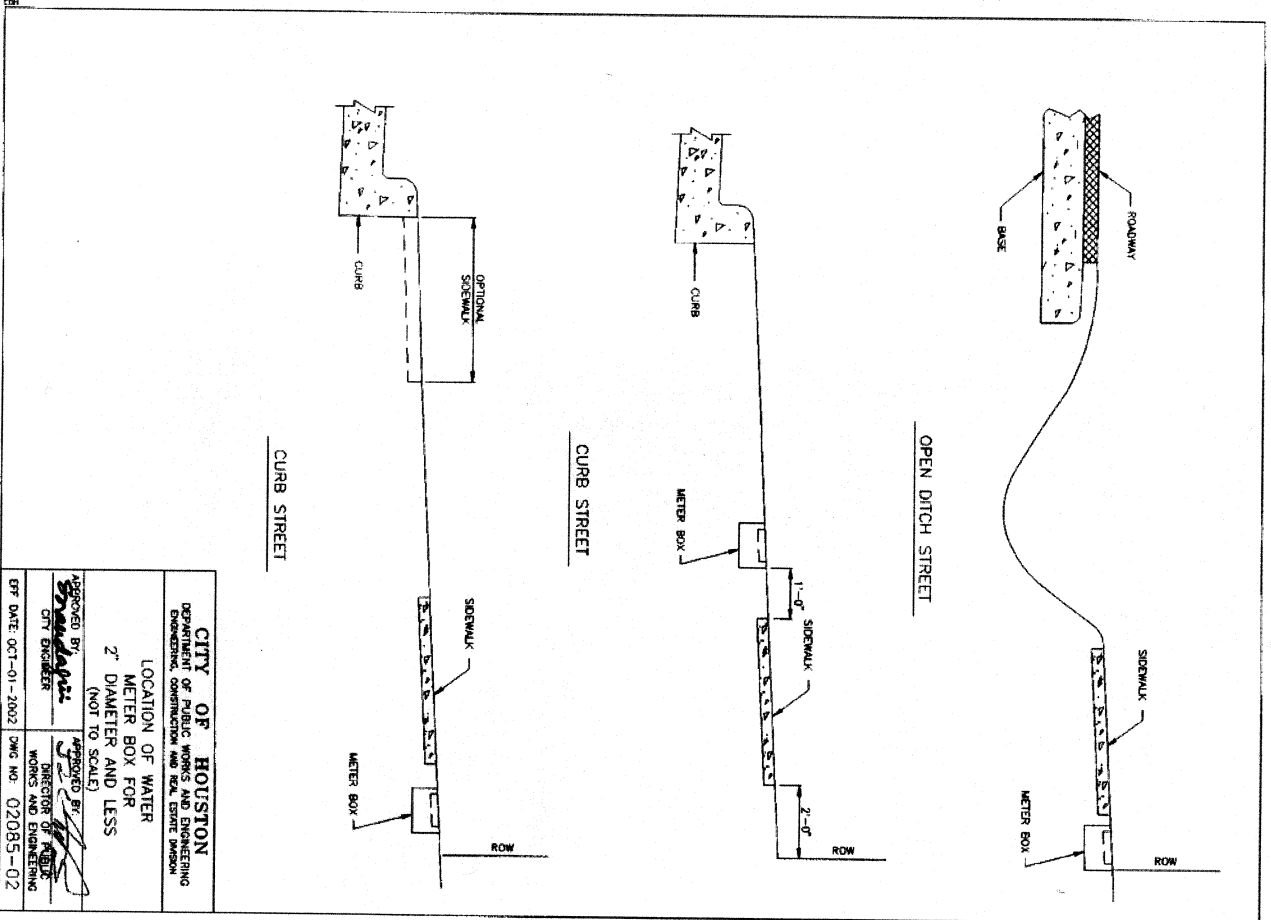 ROADWAY
BASE
SIDEWALK
METER BOX
ROW
OPEN DITCH STREET
CURB
METER BOX
1'-0"
SIDEWALK
2'-0"
ROW
CURB STREET
OPTIONAL
SIDEWALK
CURB
SIDEWALK
METER BOX
ROW
CURB STREET
CITY OF HOUSTON
DEPARTMENT OF PUBLIC WORKS AND ENGINEERING
ENGINEERING, CONSTRUCTION AND REAL ESTATE DIVISION
LOCATION OF WATER
METER BOX FOR
2" DIAMETER AND LESS
(NOT TO SCALE)
APPROVED BY:
CITY ENGINEER
APPROVED BY:
DIRECTOR OF PUBLIC
WORKS AND ENGINEERING
EFF DATE: OCT-01-2002
DWG NO: 02085-02